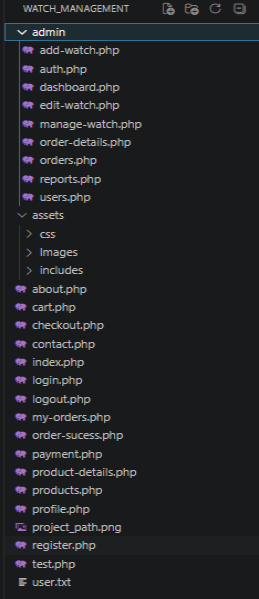 WATCH_MANAGEMENT
admin
add-watch.php
auth.php
dashboard.php
edit-watch.php
manage-watch.php
order-details.php
orders.php
reports.php
users.php
assets
css
Images
includes
about.php
cart.php
checkout.php
contact.php
index.php
login.php
logout.php
my-orders.php
order-sucess.php
payment.php
product-details.php
products.php
profile.php
project_path.png
register.php
test.php
user.txt